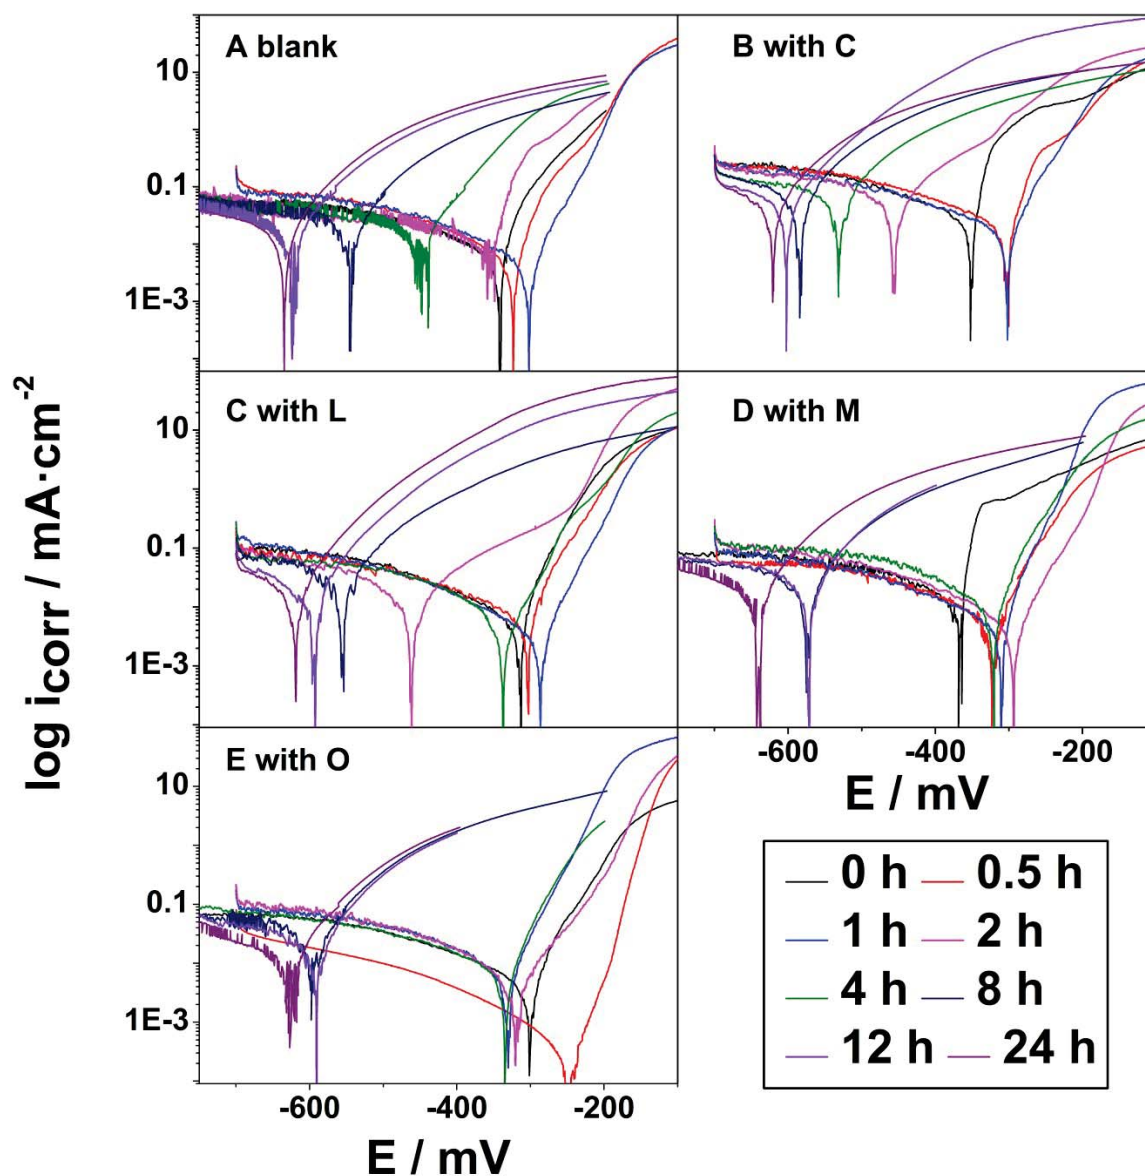 log icorr / mA·cm-2
A blank
10
0.1
1E-3
B with C
C with L
10
0.1
1E-3
D with M
-600 -400 -200
E / mV
E with O
10
0.1
1E-3
-600 -400 -200
E / mV
0 h 0.5 h
1 h 2 h
4 h 8 h
12 h 24 h